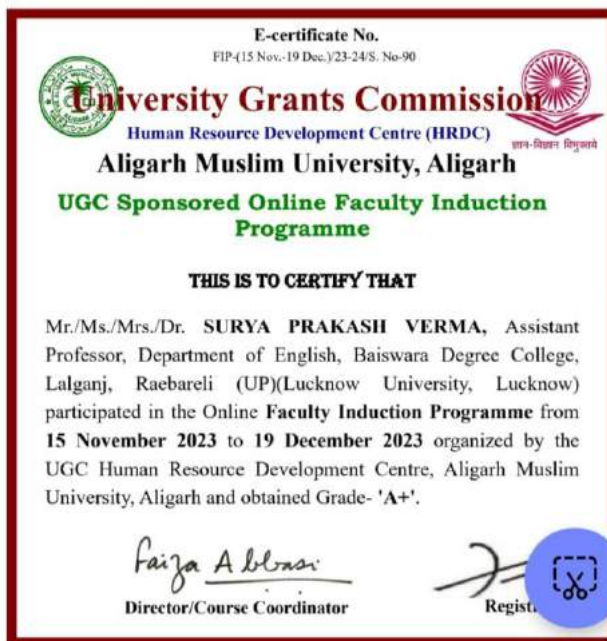 E-certificate No.
FIP-(15 Nov.-19 Dec.)/23-24/S. No-90
University Grants Commission
Human Resource Development Centre (HRDC)
ज्ञान-विज्ञान विमुक्तये
Aligarh Muslim University, Aligarh
UGC Sponsored Online Faculty Induction
Programme
THIS IS TO CERTIFY THAT
Mr./Ms./Mrs./Dr. SURYA PRAKASH VERMA, Assistant
Professor, Department of English, Baiswara Degree College,
Lalganj, Raebareli (UP)(Lucknow University, Lucknow)
participated in the Online Faculty Induction Programme from
15 November 2023 to 19 December 2023 organized by the
UGC Human Resource Development Centre, Aligarh Muslim
University, Aligarh and obtained Grade- 'A+'.
Faiza Abbasi
Director/Course Coordinator